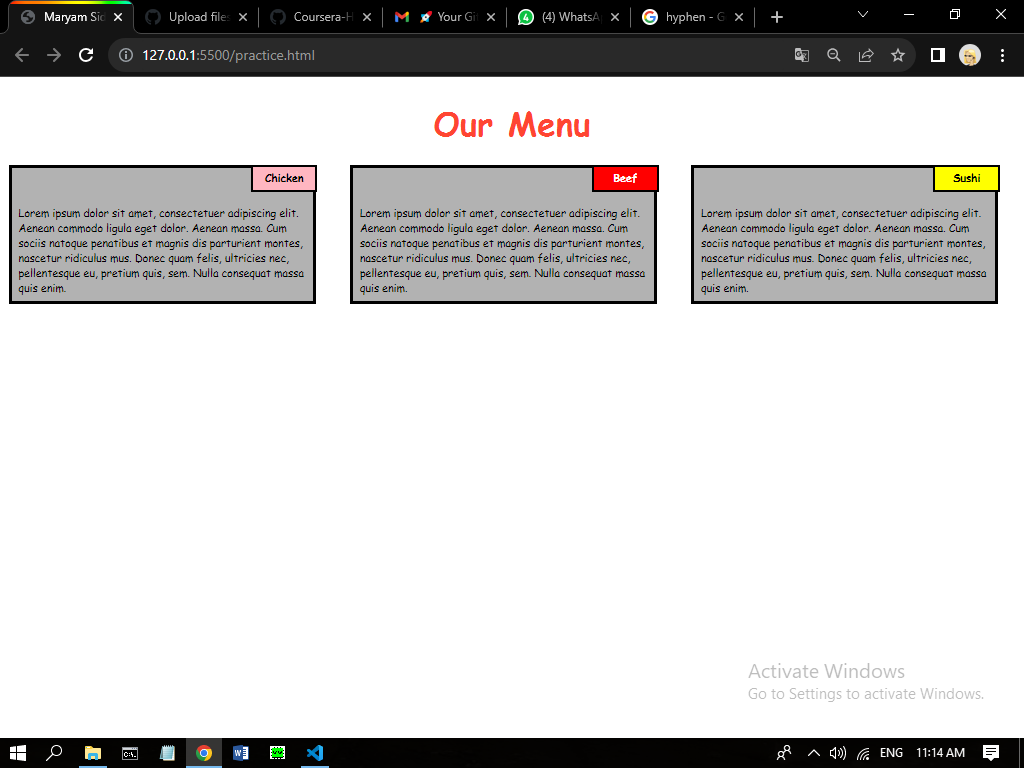 Maryam Sid
Upload files
Coursera-H
Your Gi
(4) WhatsA
hyphen - G
127.0.0.1:5500/practice.html
Our Menu
Chicken
Lorem ipsum dolor sit amet, consectetuer adipiscing elit.
Aenean commodo ligula eget dolor. Aenean massa. Cum
sociis natoque penatibus et magnis dis parturient montes,
nascetur ridiculus mus. Donec quam felis, ultricies nec,
pellentesque eu, pretium quis, sem. Nulla consequat massa
quis enim.
Beef
Lorem ipsum dolor sit amet, consectetuer adipiscing elit.
Aenean commodo ligula eget dolor. Aenean massa. Cum
sociis natoque penatibus et magnis dis parturient montes,
nascetur ridiculus mus. Donec quam felis, ultricies nec,
pellentesque eu, pretium quis, sem. Nulla consequat massa
quis enim.
Sushi
Lorem ipsum dolor sit amet, consectetuer adipiscing elit.
Aenean commodo ligula eget dolor. Aenean massa. Cum
sociis natoque penatibus et magnis dis parturient montes,
nascetur ridiculus mus. Donec quam felis, ultricies nec,
pellentesque eu, pretium quis, sem. Nulla consequat massa
quis enim.
Activate Windows
Go to Settings to activate Windows.
ENG
11:14 AM